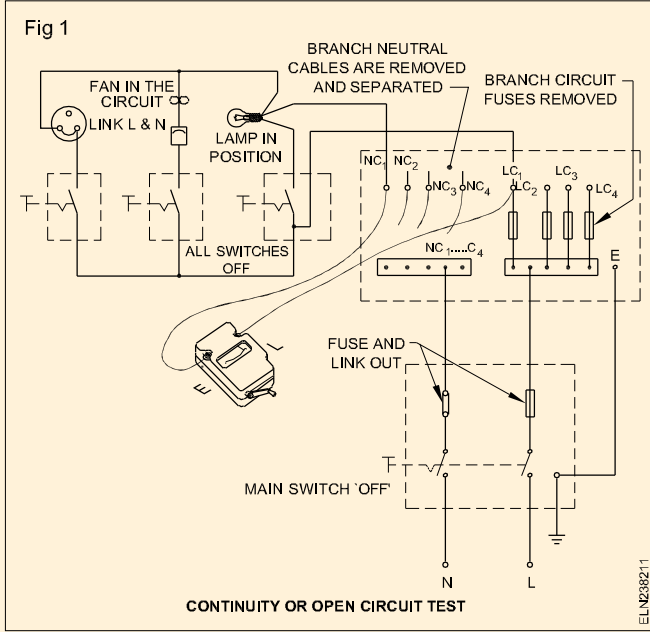 Fig 1
BRANCH NEUTRAL
CABLES ARE REMOVED
AND SEPARATED
FAN IN THE
CIRCUIT
LINK L & N
LAMP IN
POSITION
BRANCH CIRCUIT
FUSES REMOVED
NC1
NC2
NC3
NC4
LC1
LC2
LC3
LC4
ALL SWITCHES
OFF
NC1.....C4
E
L
E
FUSE AND
LINK OUT
MAIN SWITCH `OFF'
N
L
CONTINUITY OR OPEN CIRCUIT TEST
ELN238211